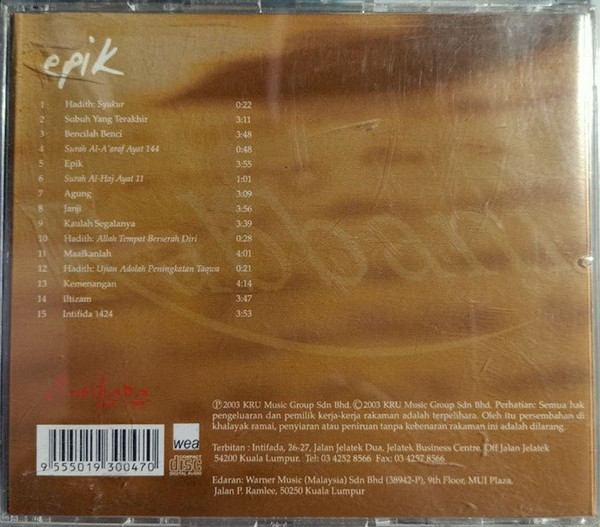 epik
1 Hadith: Syukur 0:22
2 Subuh Yang Terakhir 3:11
3 Bencilah Benci 3:48
4 Surah Al-A'araf Ayat 144 0:48
5 Epik 3:55
6 Surah Al-Haj Ayat 11 1:01
7 Agung 3:09
8 Janji 3:56
9 Kaulah Segalanya 3:39
10 Hadith: Allah Tempat Berserah Diri 0:28
11 Maafkanlah 4:01
12 Hadith: Ujian Adalah Peningkatan Taqwa 0:21
13 Kemenangan 4:14
14 Iltizam 3:47
15 Intifida 1424 3:53
Ⓟ2003 KRU Music Group Sdn Bhd. ©2003 KRU Music Group Sdn Bhd. Perhatian: Semua hak
pengeluaran dan pemilik kerja-kerja rakaman adalah terpelihara. Oleh itu persembahan di
khalayak ramai, penyiaran atau peniruan tanpa kebenaran rakaman ini adalah dilarang.
Terbitan : Intifada, 26-27, Jalan Jelatek Dua, Jelatek Business Centre, Off Jalan Jelatek
54200 Kuala Lumpur. Tel: 03 4252 8566 Fax: 03 4257 8566.
Edaran: Warner Music (Malaysia) Sdn Bhd (38942-P), 9th Floor, MUI Plaza,
Jalan P. Ramlee, 50250 Kuala Lumpur
wea
COMPACT
disc
DIGITAL AUDIO
9 555019 300470